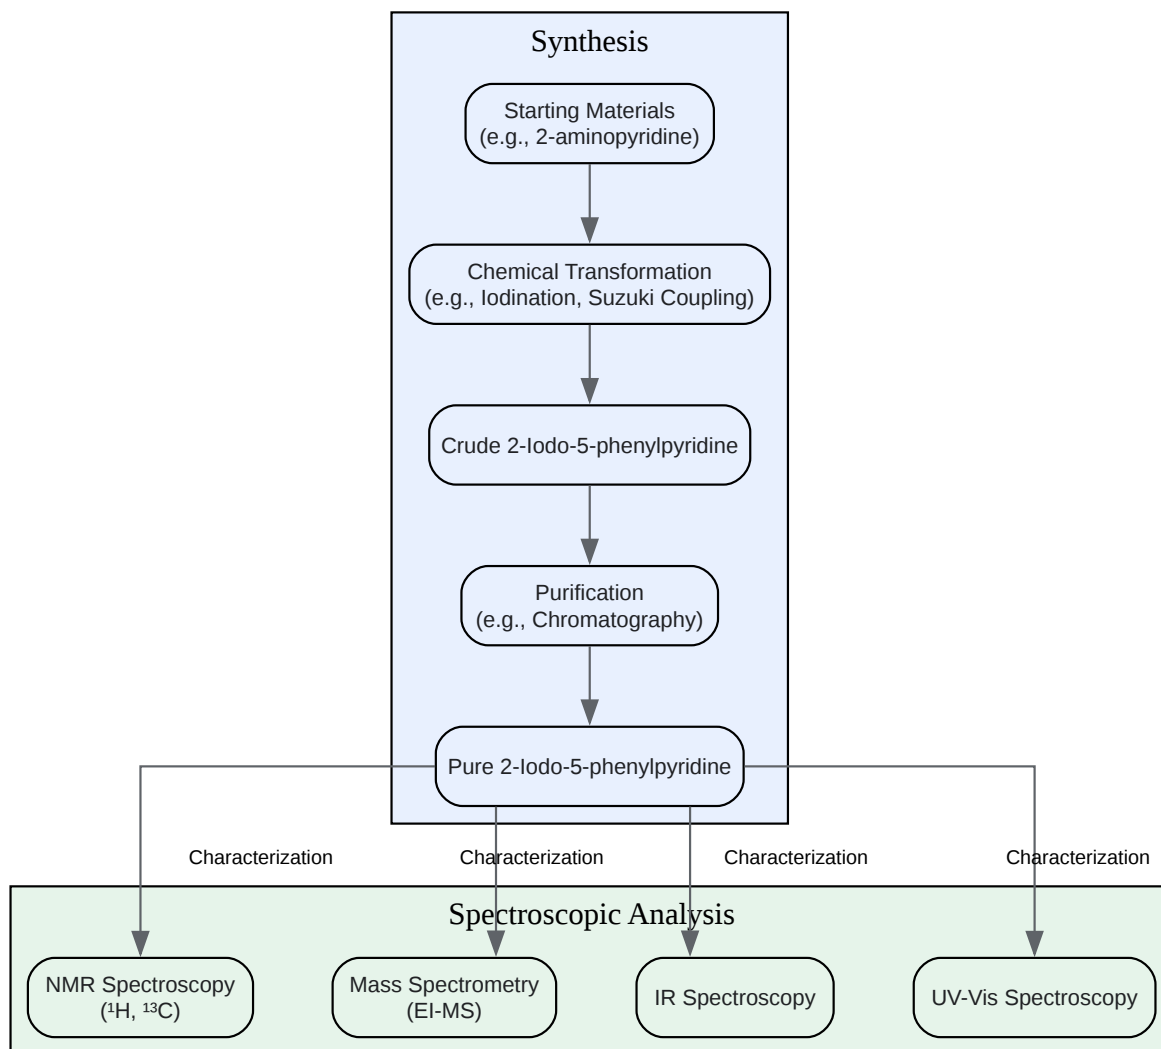 Synthesis
Starting Materials
(e.g., 2-aminopyridine)
Chemical Transformation
(e.g., Iodination, Suzuki Coupling)
Crude 2-Iodo-5-phenylpyridine
Purification
(e.g., Chromatography)
Pure 2-Iodo-5-phenylpyridine
Characterization
Characterization
Characterization
Characterization
Spectroscopic Analysis
NMR Spectroscopy
(¹H, ¹³C)
Mass Spectrometry
(EI-MS)
IR Spectroscopy
UV-Vis Spectroscopy